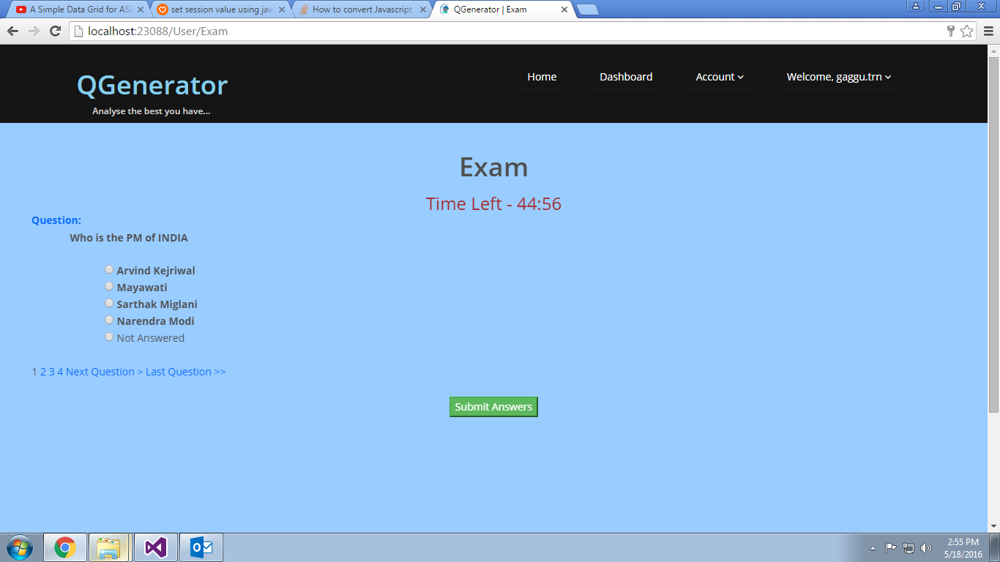 A Simple Data Grid for ASP
set session value using jav
How to convert Javascript
QGenerator | Exam
localhost:23088/User/Exam
QGenerator
Analyse the best you have...
Home
Dashboard
Account
Welcome, gaggu.trn
Exam
Time Left - 44:56
Question:
Who is the PM of INDIA
Arvind Kejriwal
Mayawati
Sarthak Miglani
Narendra Modi
Not Answered
1 2 3 4 Next Question > Last Question >>
Submit Answers
2:55 PM
5/18/2016